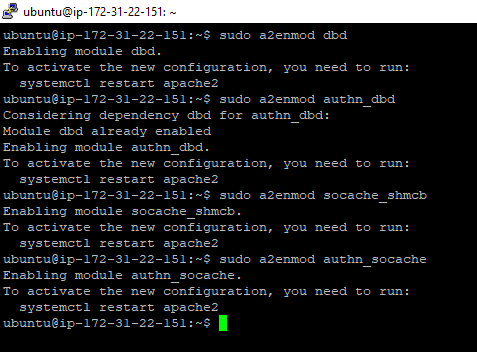 ubuntu@ip-172-31-22-151: ~
ubuntu@ip-172-31-22-151:~$ sudo a2enmod dbd
Enabling module dbd.
To activate the new configuration, you need to run:
  systemctl restart apache2
ubuntu@ip-172-31-22-151:~$ sudo a2enmod authn_dbd
Considering dependency dbd for authn_dbd:
Module dbd already enabled
Enabling module authn_dbd.
To activate the new configuration, you need to run:
  systemctl restart apache2
ubuntu@ip-172-31-22-151:~$ sudo a2enmod socache_shmcb
Enabling module socache_shmcb.
To activate the new configuration, you need to run:
  systemctl restart apache2
ubuntu@ip-172-31-22-151:~$ sudo a2enmod authn_socache
Enabling module authn_socache.
To activate the new configuration, you need to run:
  systemctl restart apache2
ubuntu@ip-172-31-22-151:~$